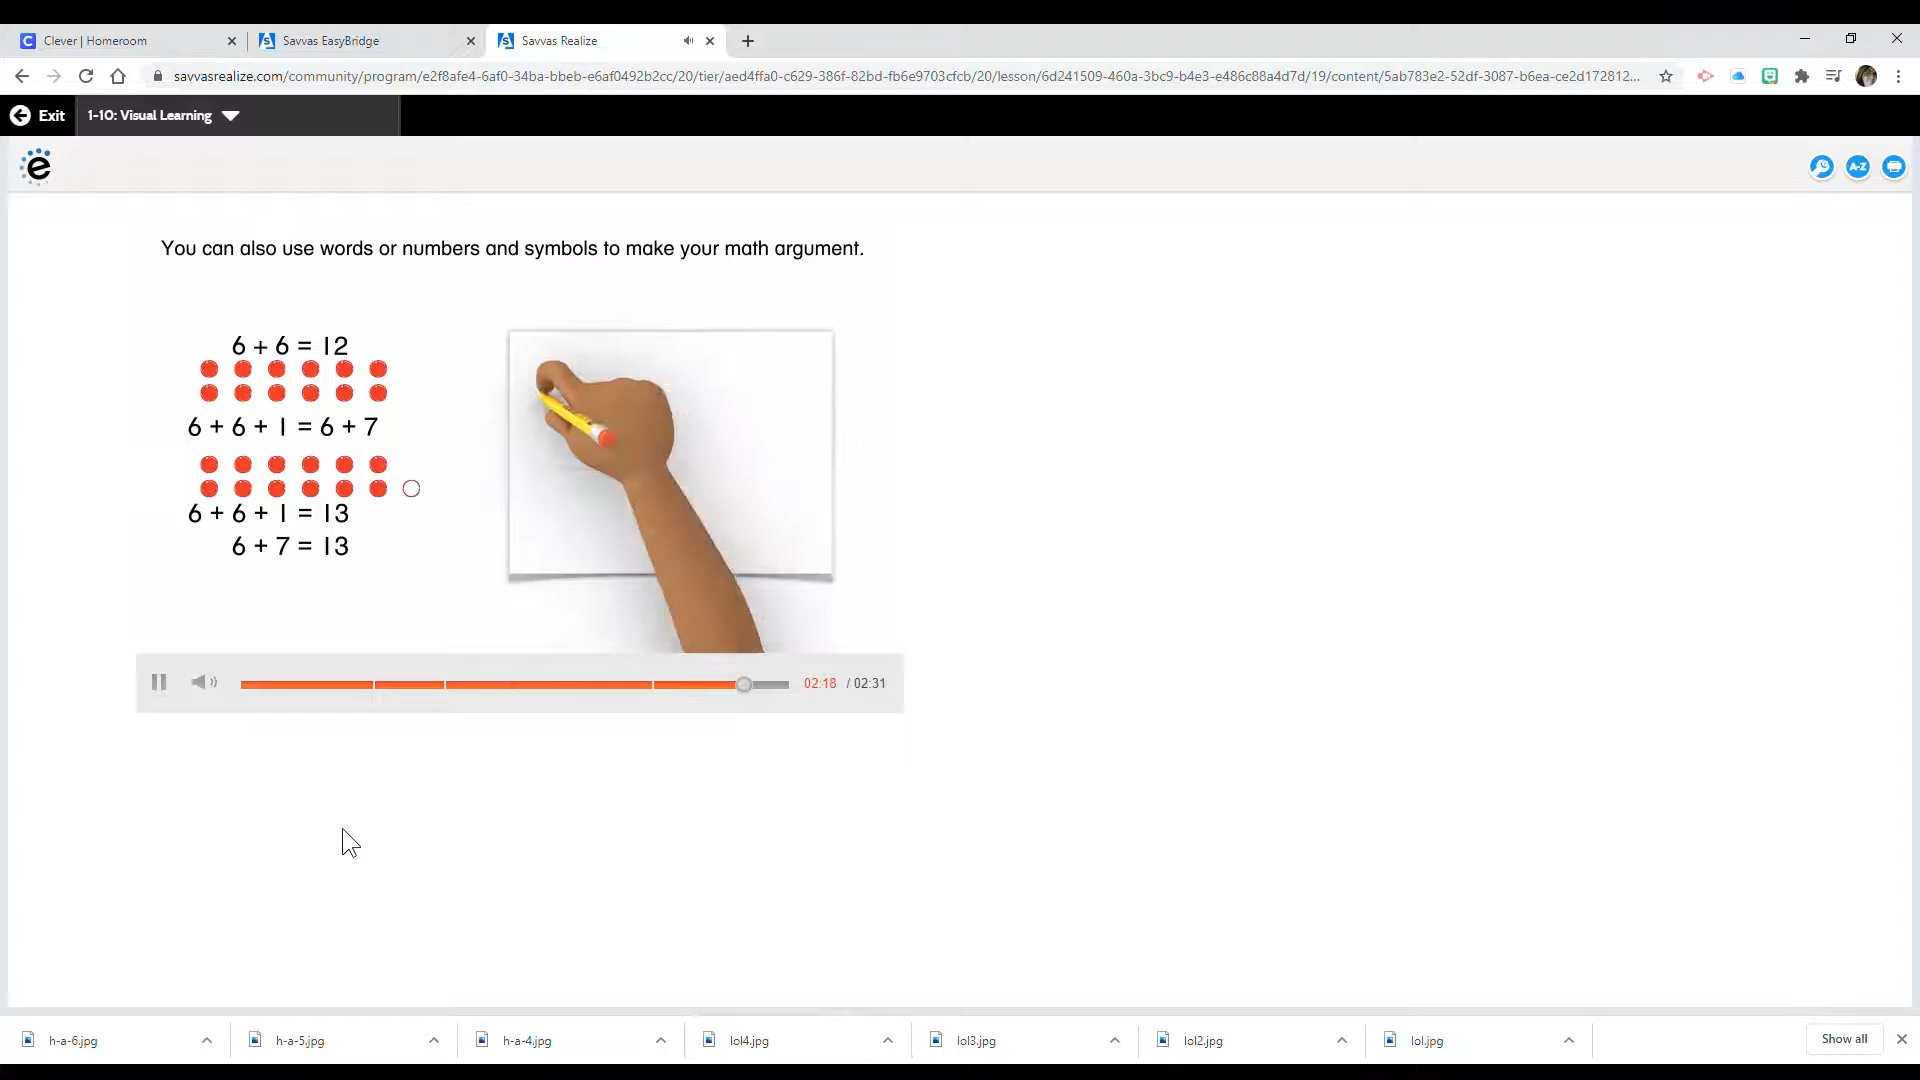 Clever | Homeroom
Savvas EasyBridge
Savvas Realize
savvasrealize.com/community/program/e2f8afe4-6af0-34ba-bbeb-e6af0492b2cc/20/tier/aed4ffa0-c629-386f-82bd-fb6e9703cfcb/20/lesson/6d241509-460a-3bc9-b4e3-e486c88a4d7d/19/content/5ab783e2-52df-3087-b6ea-ce2d172812...
Exit
1-10: Visual Learning
e
A-Z
You can also use words or numbers and symbols to make your math argument.
6 + 6 = 12
6 + 6 + 1 = 6 + 7
6 + 6 + 1 = 13
6 + 7 = 13
02:18 / 02:31
h-a-6.jpg
h-a-5.jpg
h-a-4.jpg
lol4.jpg
lol3.jpg
lol2.jpg
lol.jpg
Show all